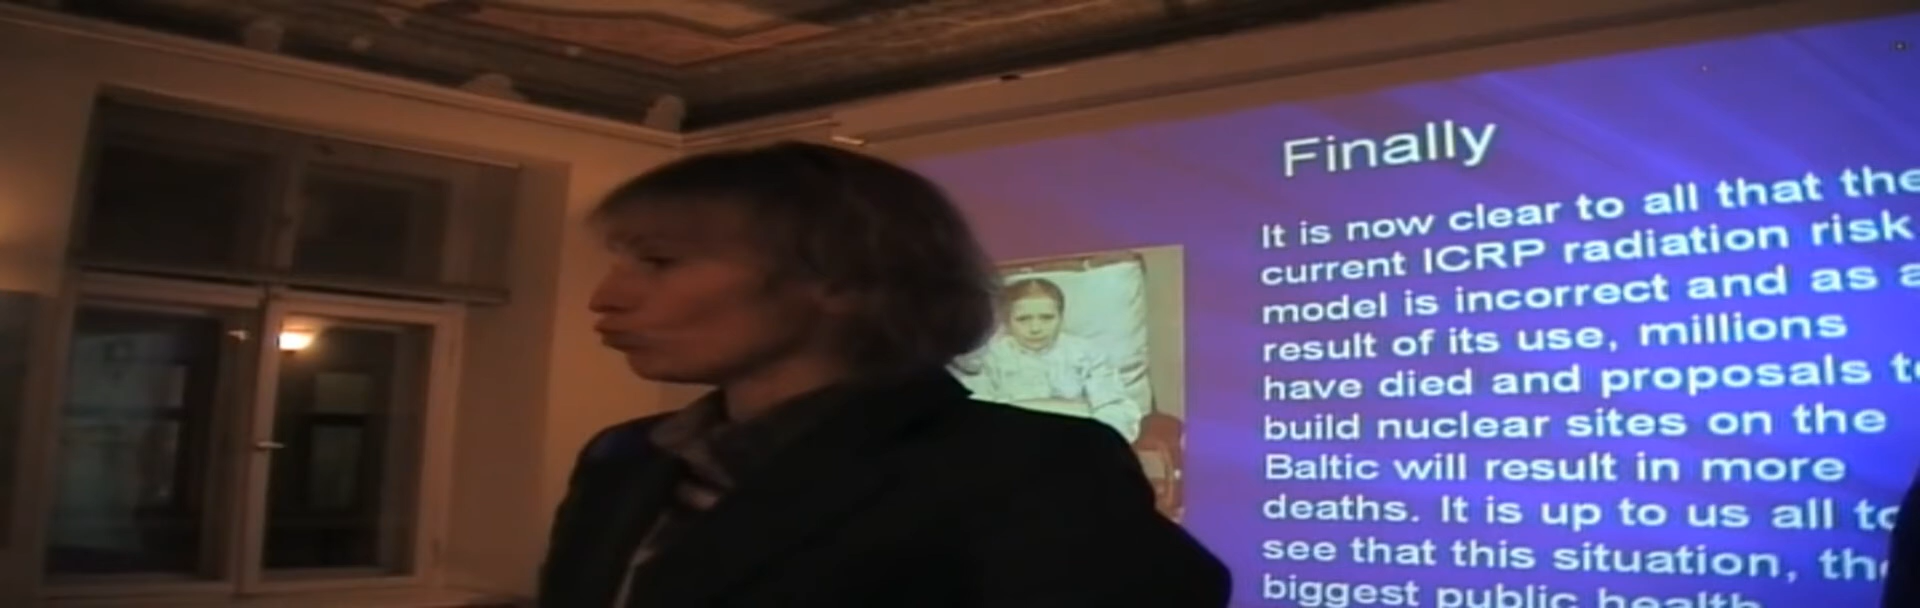 Finally
It is now clear to all that the
current ICRP radiation risk
model is incorrect and as a
result of its use, millions
have died and proposals to
build nuclear sites on the
Baltic will result in more
deaths. It is up to us all to
see that this situation, the
biggest public health